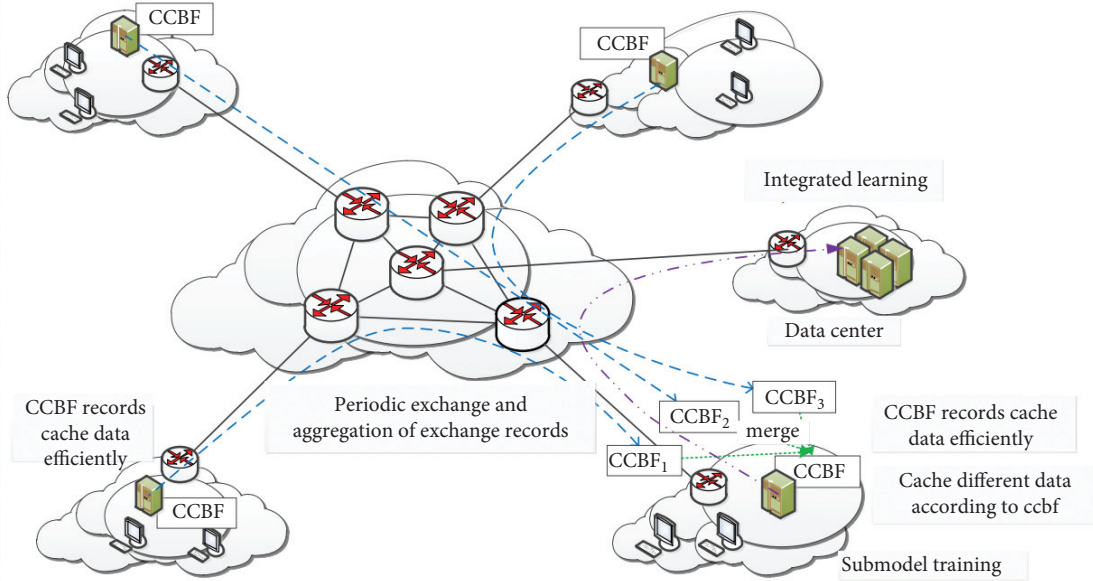 CCBF
CCBF
Integrated learning
Data center
CCBF records
cache data
efficiently
Periodic exchange and
aggregation of exchange records
CCBF₃
CCBF₂
merge
CCBF₁
CCBF
CCBF records cache
data efficiently
Cache different data
according to ccbf
CCBF
Submodel training